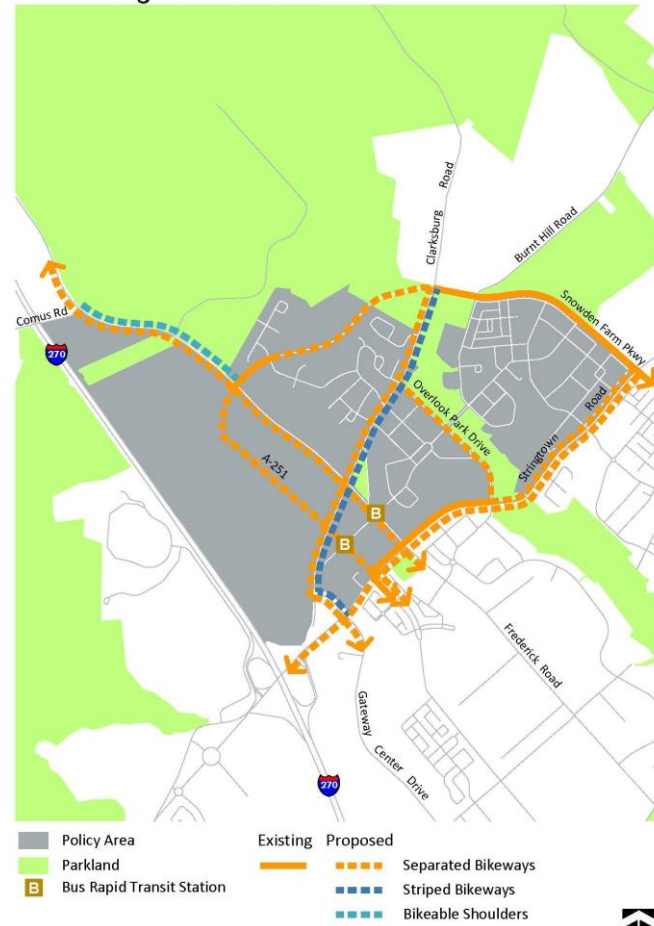 Clarksburg
Road
Burnt Hill Road
Snowden Farm Pkwy
Comus Rd
270
Overlook Park Drive
Stringtown
Road
A-251
B
B
Frederick Road
Gateway
Center Drive
270
Policy Area
Parkland
B Bus Rapid Transit Station
Existing Proposed
Separated Bikeways
Striped Bikeways
Bikeable Shoulders